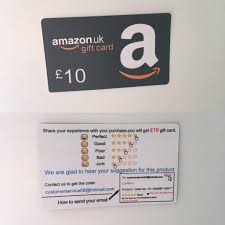 amazon.uk
gift card
a
£10
Share your experience with your purchase,you will get £10 gift card.
Perfect
Good
Poor
Bad
Junk
We are glad to hear your suggestion for this product
Contact us to get the code:
How to send your email